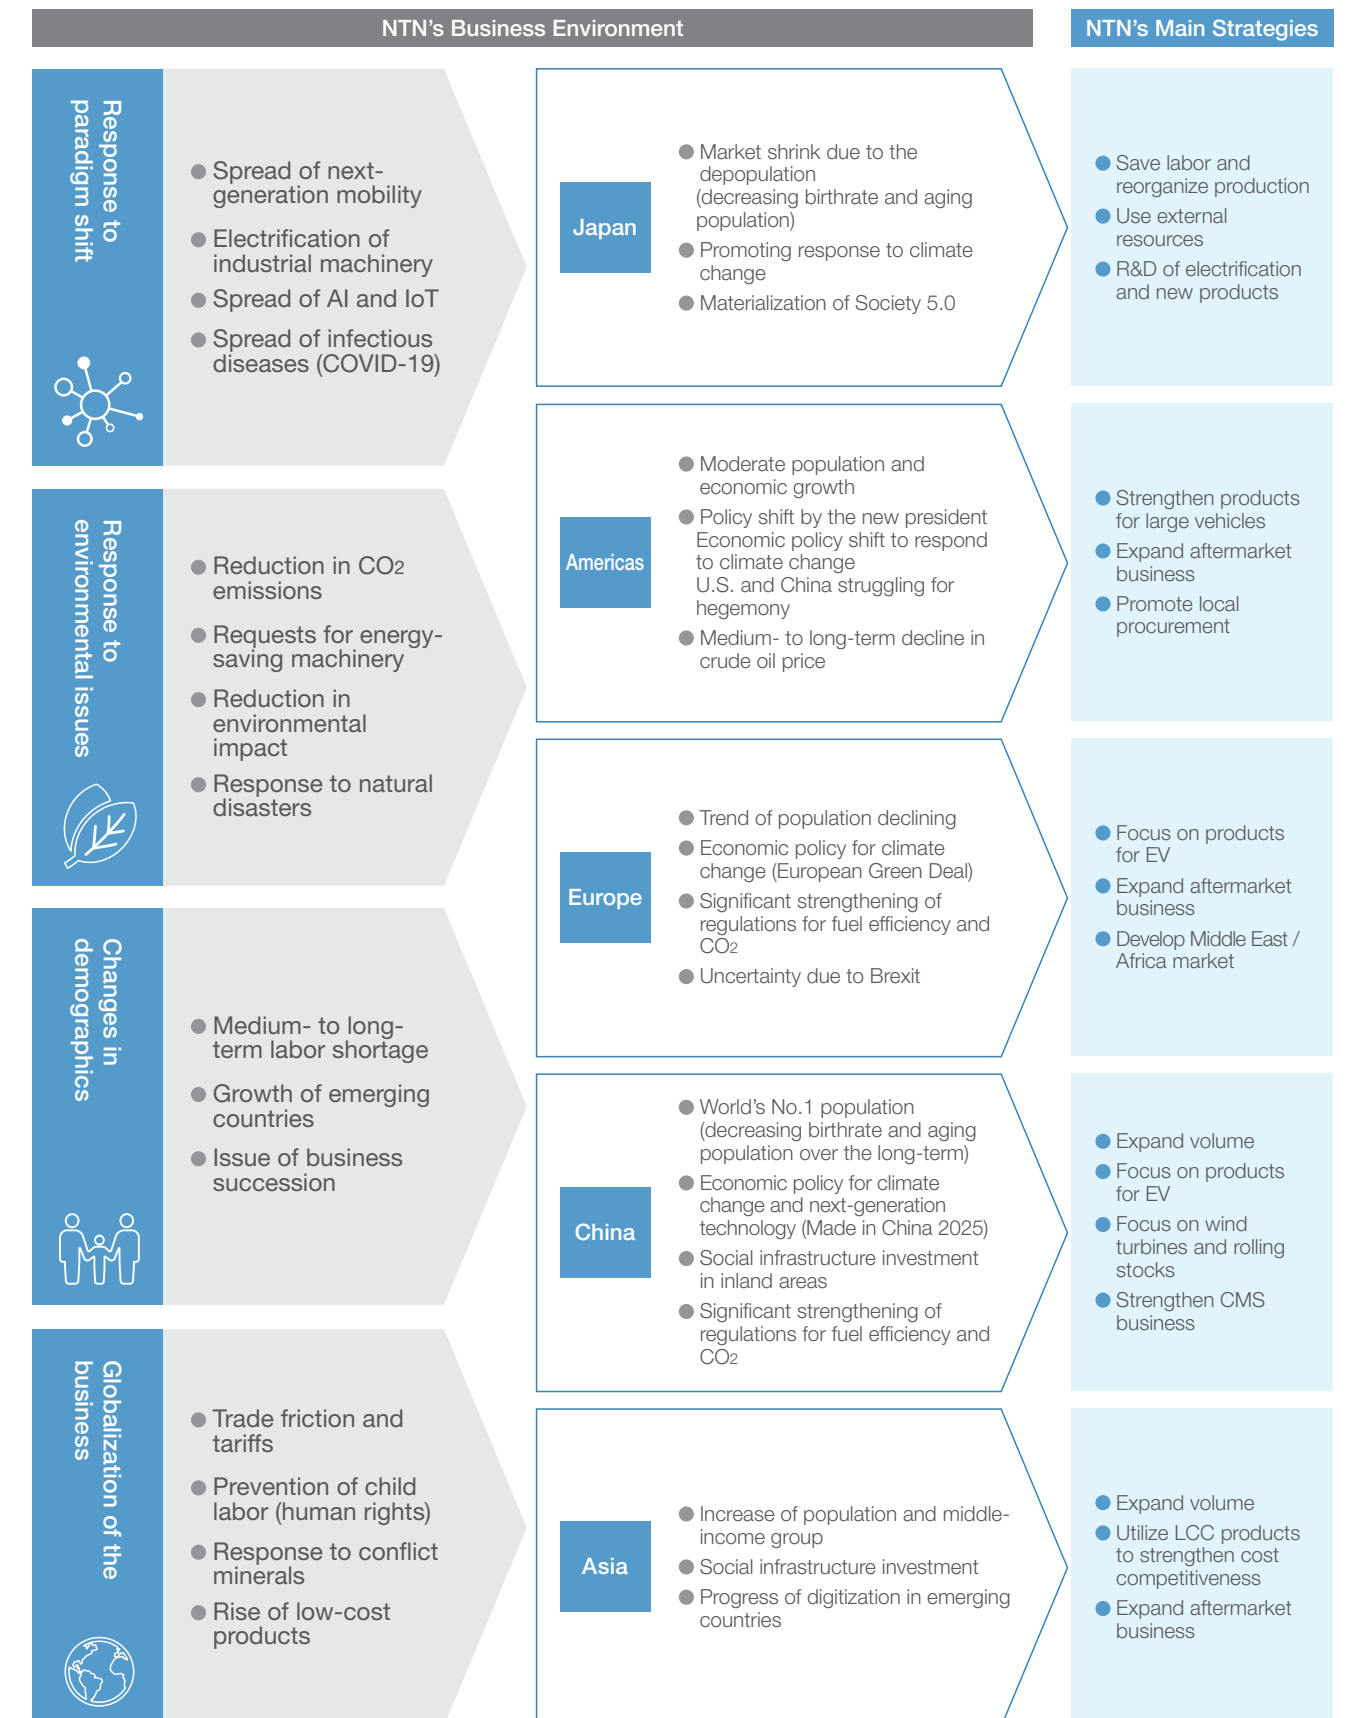 NTN's Business Environment
NTN's Main Strategies
Response to
paradigm shift
● Spread of next-
generation mobility
● Electrification of
industrial machinery
● Spread of AI and IoT
● Spread of infectious
diseases (COVID-19)
Response to
environmental issues
● Reduction in CO2
emissions
● Requests for energy-
saving machinery
● Reduction in
environmental
impact
● Response to natural
disasters
Changes in
demographics
● Medium- to long-
term labor shortage
● Growth of emerging
countries
● Issue of business
succession
Globalization of the
business
● Trade friction and
tariffs
● Prevention of child
labor (human rights)
● Response to conflict
minerals
● Rise of low-cost
products
Japan
● Market shrink due to the
depopulation
(decreasing birthrate and aging
population)
● Promoting response to climate
change
● Materialization of Society 5.0
● Save labor and
reorganize production
● Use external
resources
● R&D of electrification
and new products
Americas
● Moderate population and
economic growth
● Policy shift by the new president
Economic policy shift to respond
to climate change
U.S. and China struggling for
hegemony
● Medium- to long-term decline in
crude oil price
● Strengthen products
for large vehicles
● Expand aftermarket
business
● Promote local
procurement
Europe
● Trend of population declining
● Economic policy for climate
change (European Green Deal)
● Significant strengthening of
regulations for fuel efficiency and
CO2
● Uncertainty due to Brexit
● Focus on products
for EV
● Expand aftermarket
business
● Develop Middle East /
Africa market
China
● World's No.1 population
(decreasing birthrate and aging
population over the long-term)
● Economic policy for climate
change and next-generation
technology (Made in China 2025)
● Social infrastructure investment
in inland areas
● Significant strengthening of
regulations for fuel efficiency and
CO2
● Expand volume
● Focus on products
for EV
● Focus on wind
turbines and rolling
stocks
● Strengthen CMS
business
Asia
● Increase of population and middle-
income group
● Social infrastructure investment
● Progress of digitization in emerging
countries
● Expand volume
● Utilize LCC products
to strengthen cost
competitiveness
● Expand aftermarket
business